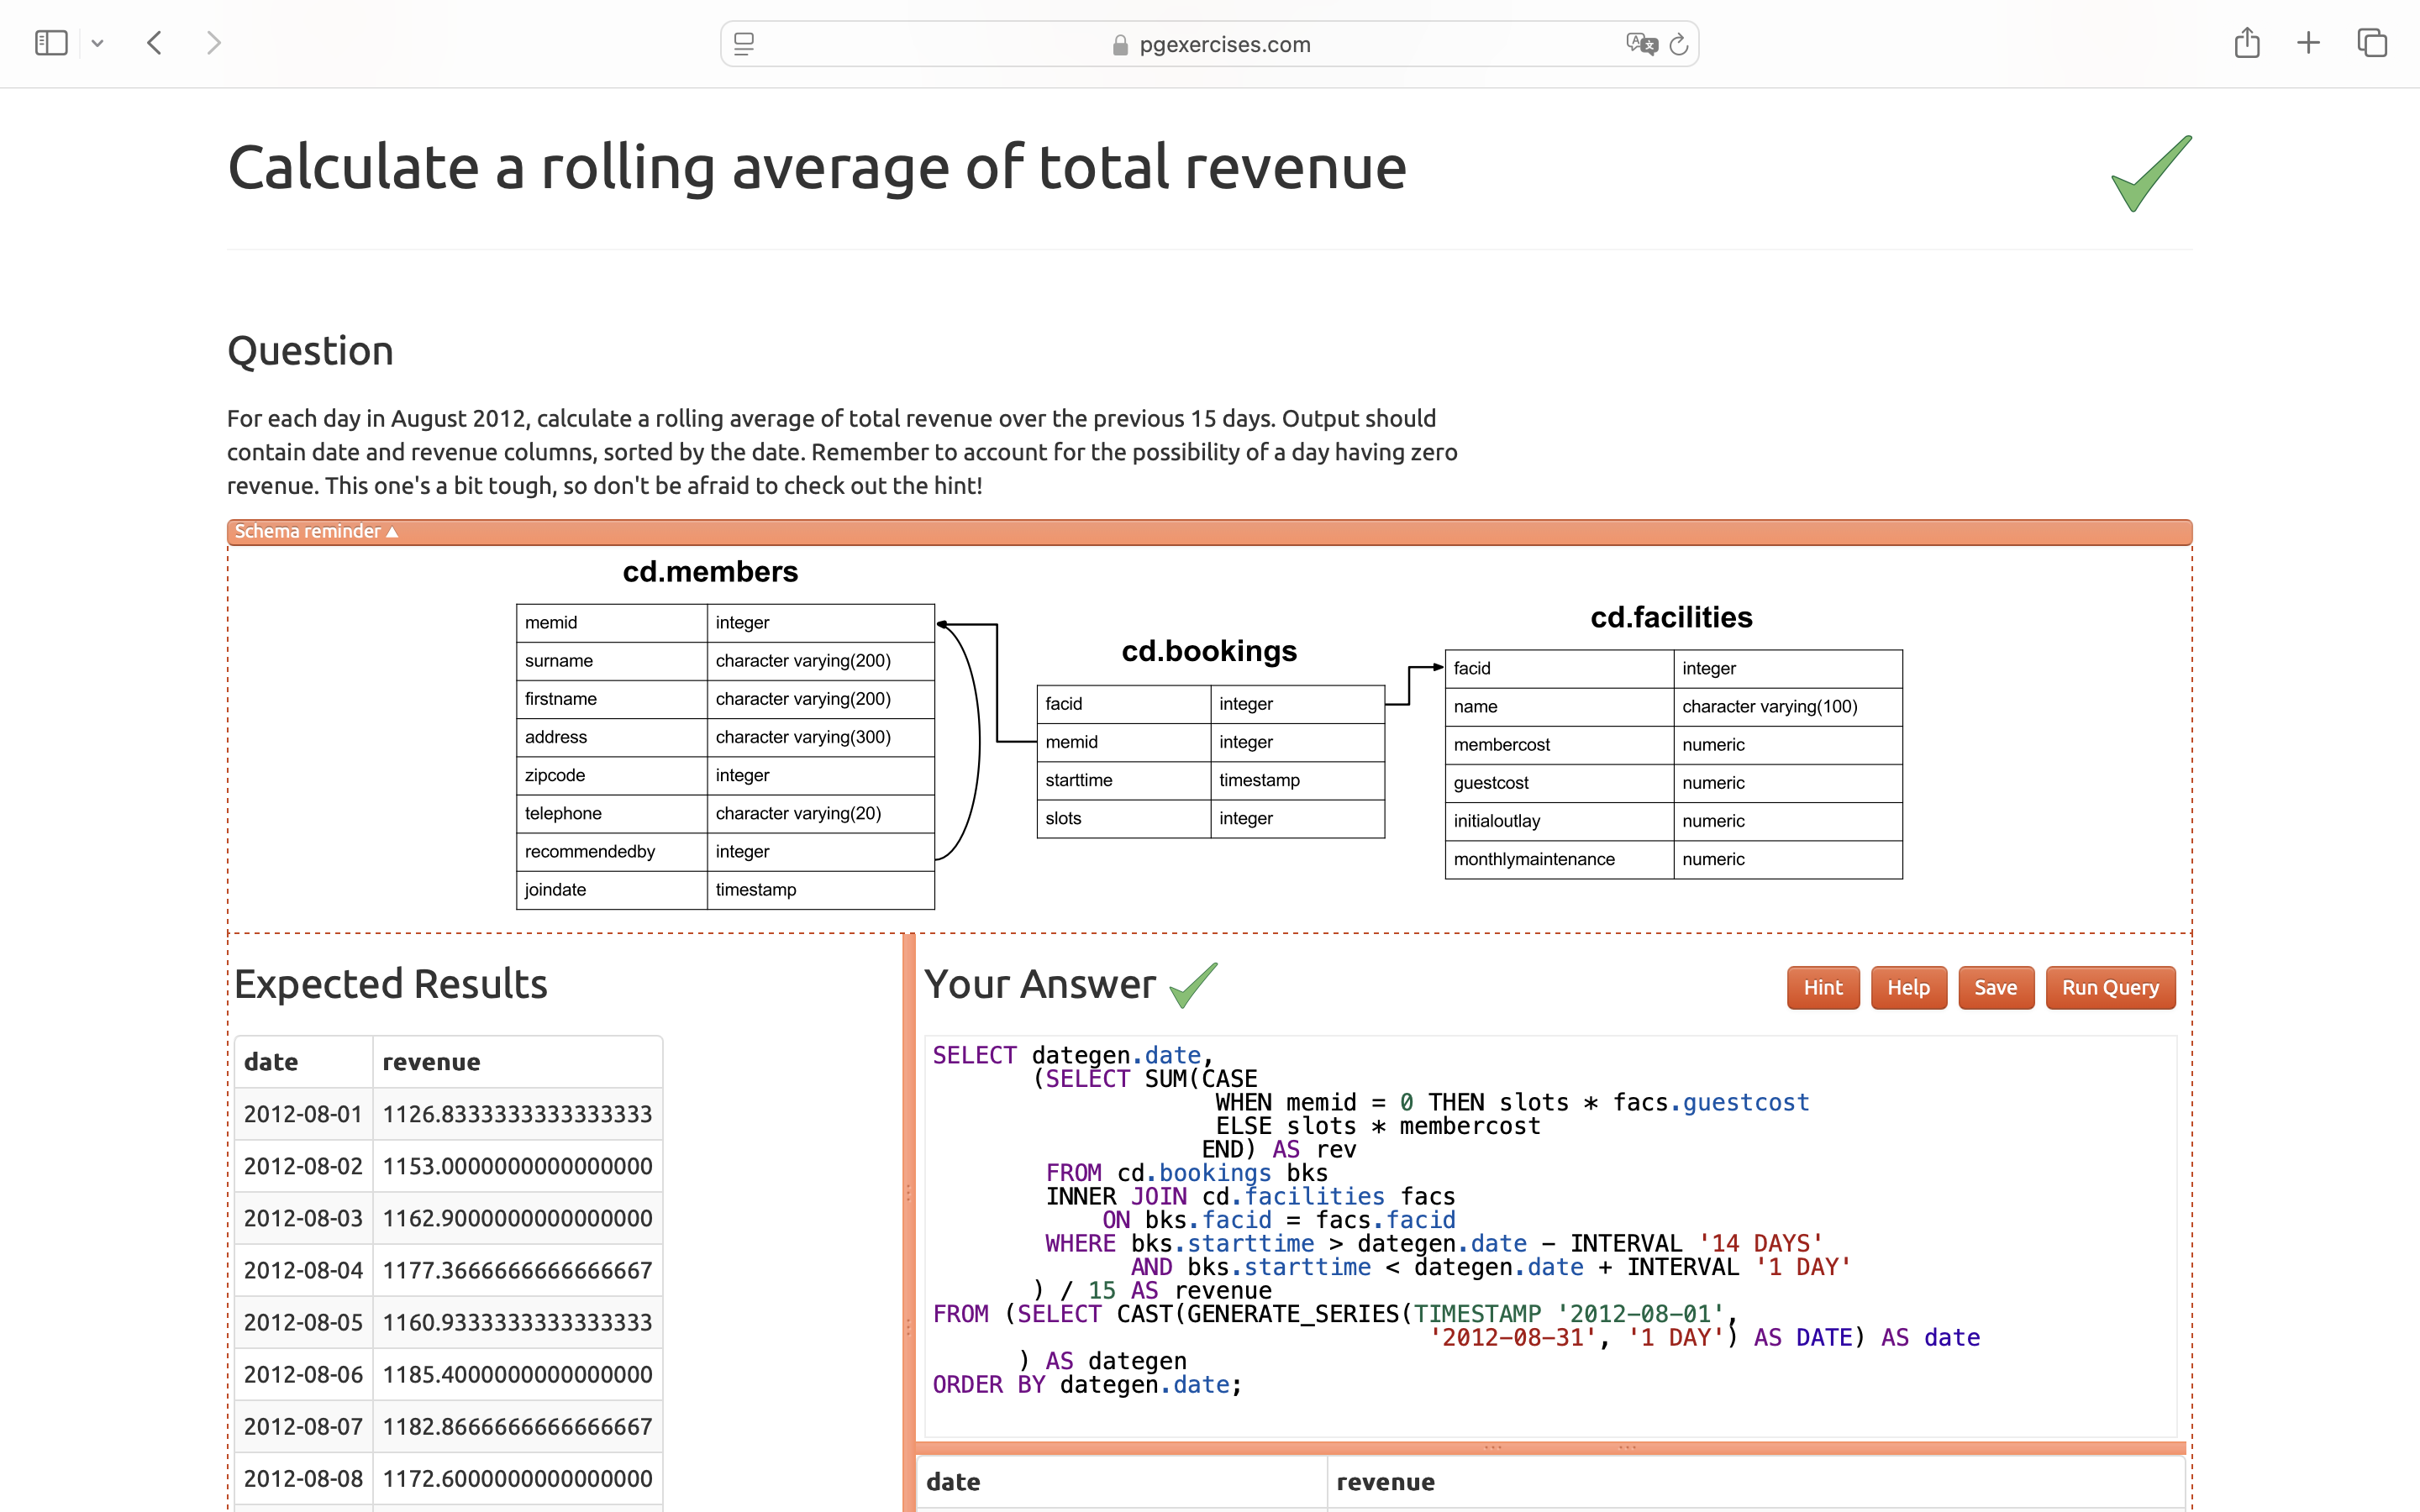 pgexercises.com
Calculate a rolling average of total revenue
Question
For each day in August 2012, calculate a rolling average of total revenue over the previous 15 days. Output should
contain date and revenue columns, sorted by the date. Remember to account for the possibility of a day having zero
revenue. This one's a bit tough, so don't be afraid to check out the hint!
Schema reminder ▲
cd.members
memid integer
surname character varying(200)
firstname character varying(200)
address character varying(300)
zipcode integer
telephone character varying(20)
recommendedby integer
joindate timestamp
cd.bookings
facid integer
memid integer
starttime timestamp
slots integer
cd.facilities
facid integer
name character varying(100)
membercost numeric
guestcost numeric
initialoutlay numeric
monthlymaintenance numeric
Expected Results
date revenue
2012-08-01 1126.8333333333333333
2012-08-02 1153.0000000000000000
2012-08-03 1162.9000000000000000
2012-08-04 1177.3666666666666667
2012-08-05 1160.9333333333333333
2012-08-06 1185.4000000000000000
2012-08-07 1182.8666666666666667
2012-08-08 1172.6000000000000000
Your Answer
Hint Help Save Run Query
SELECT dategen.date,
(SELECT SUM(CASE
WHEN memid = 0 THEN slots * facs.guestcost
ELSE slots * membercost
END) AS rev
FROM cd.bookings bks
INNER JOIN cd.facilities facs
ON bks.facid = facs.facid
WHERE bks.starttime > dategen.date - INTERVAL '14 DAYS'
AND bks.starttime < dategen.date + INTERVAL '1 DAY'
) / 15 AS revenue
FROM (SELECT CAST(GENERATE_SERIES(TIMESTAMP '2012-08-01',
'2012-08-31', '1 DAY') AS DATE) AS date
) AS dategen
ORDER BY dategen.date;
date revenue